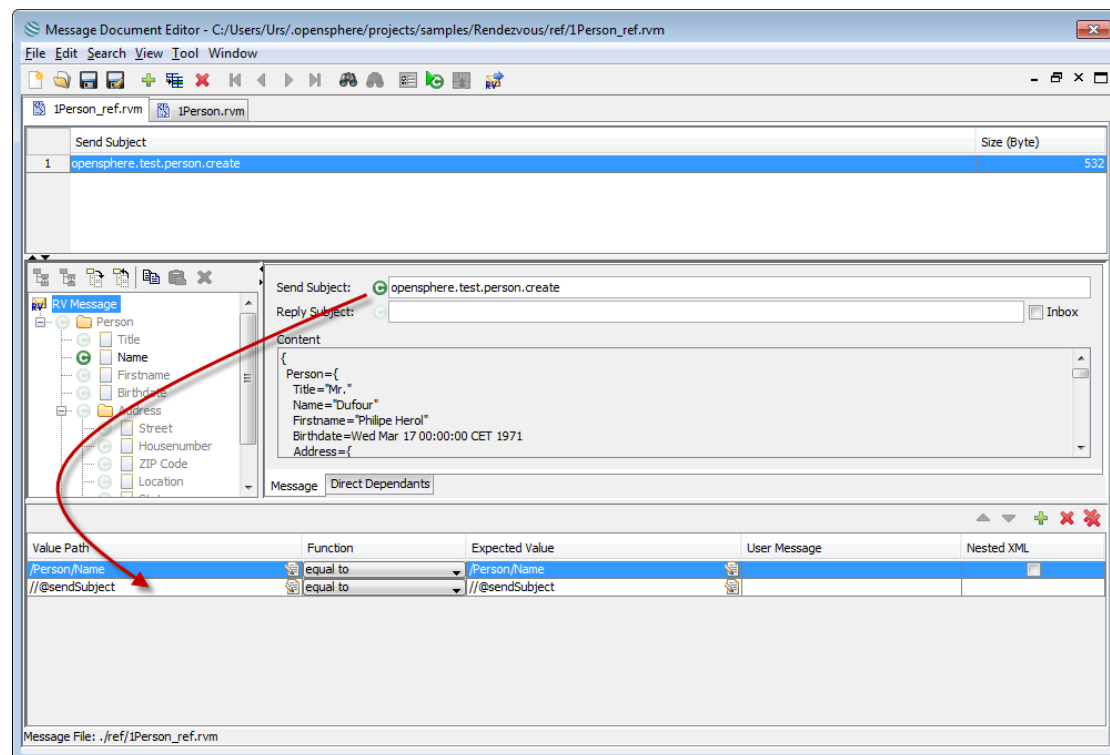 Message Document Editor - C:/Users/Urs/.opensphere/projects/samples/Rendezvous/ref/1Person_ref.rvm
File Edit Search View Tool Window
1Person_ref.rvm 1Person.rvm
Send Subject Size (Byte)
1 opensphere.test.person.create 532
RV Message
Person
Title
Name
Firstname
Birthdate
Address
Street
Housenumber
ZIP Code
Location
Send Subject: opensphere.test.person.create
Reply Subject: Inbox
Content
{
Person={
Title="Mr."
Name="Dufour"
Firstname="Philipe Herol"
Birthdate=Wed Mar 17 00:00:00 CET 1971
Address={
Message Direct Dependants
Value Path Function Expected Value User Message Nested XML
/Person/Name equal to /Person/Name
//@sendSubject equal to //@sendSubject
Message File: ./ref/1Person_ref.rvm